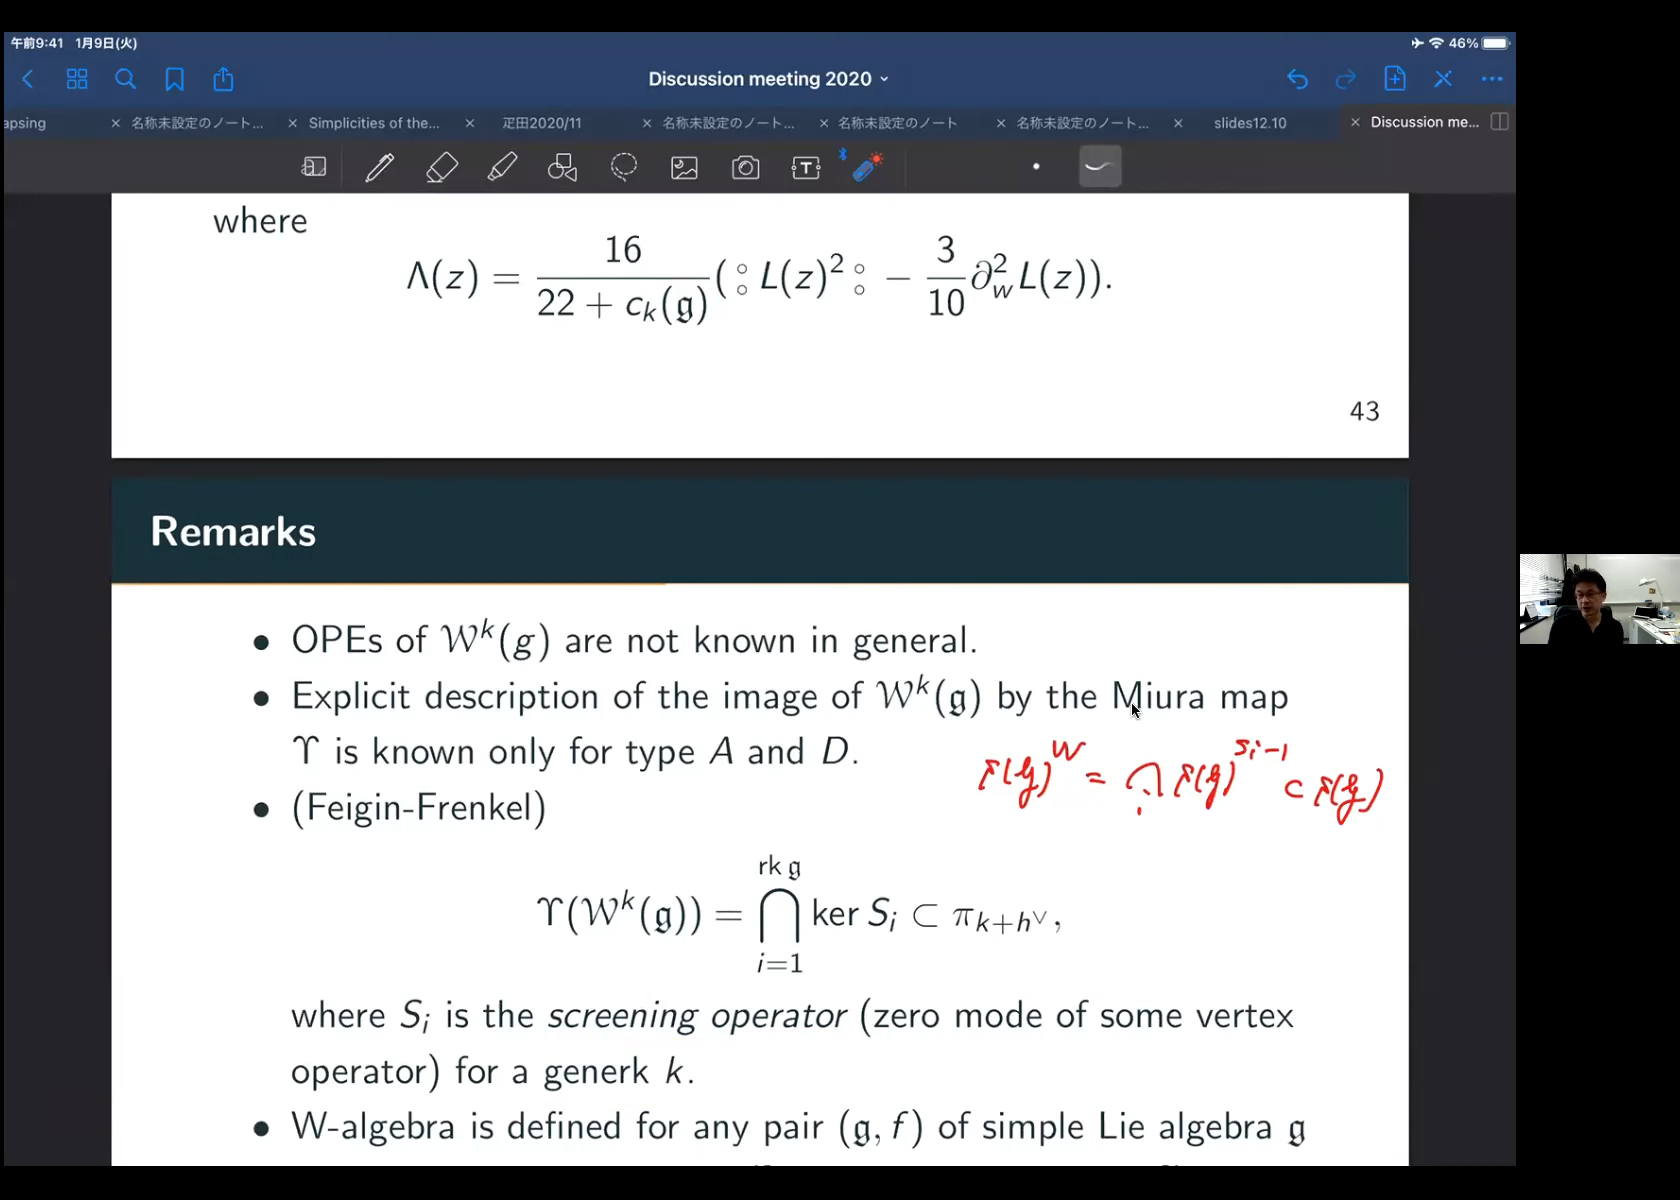 午前9:41 1月9日(火)
46%
Discussion meeting 2020
apsing
名称未設定のノート...
Simplicities of the...
疋田2020/11
名称未設定のノート...
名称未設定のノート
名称未設定のノート...
slides12.10
Discussion me...
where
Λ(z) = 16/(22 + c_k(𝔤)) (°° L(z)² °° − 3/10 ∂²_w L(z)).
43
Remarks
• OPEs of 𝒲^k(g) are not known in general.
• Explicit description of the image of 𝒲^k(𝔤) by the Miura map
ϒ is known only for type A and D.
• (Feigin-Frenkel)
ϒ(𝒲^k(𝔤)) = ⋂_{i=1}^{rk 𝔤} ker S_i ⊂ π_{k+h^∨},
where S_i is the screening operator (zero mode of some vertex
operator) for a generk k.
• W-algebra is defined for any pair (𝔤, f) of simple Lie algebra 𝔤